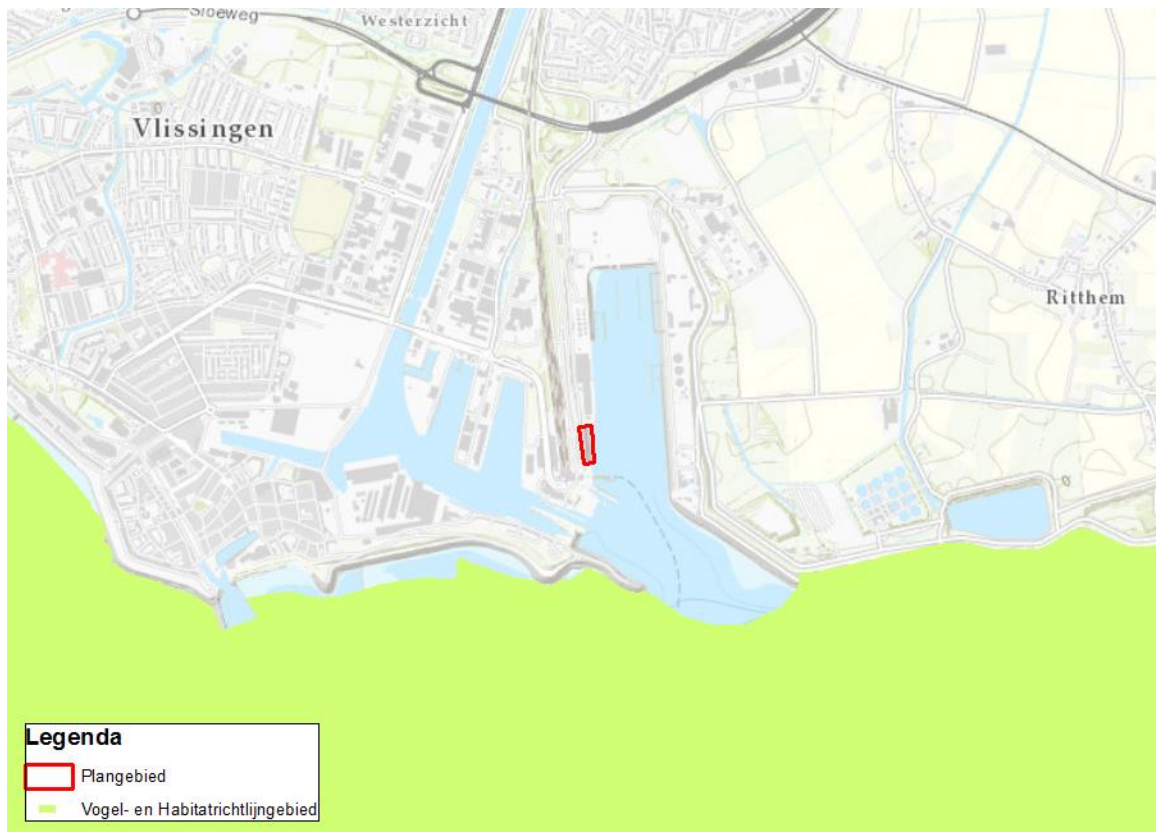 Sloeweg
Westerzicht
Vlissingen
Ritthem
Legenda
Plangebied
Vogel- en Habitatrichtlijngebied